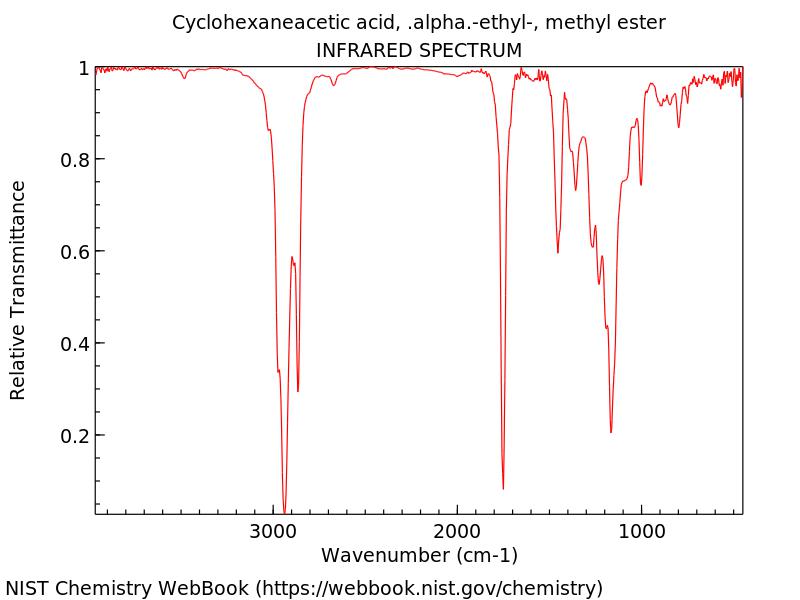 Cyclohexaneacetic acid, .alpha.-ethyl-, methyl ester
INFRARED SPECTRUM
1
0.8
0.6
0.4
0.2
Relative Transmittance
3000 2000 1000
Wavenumber (cm-1)
NIST Chemistry WebBook (https://webbook.nist.gov/chemistry)